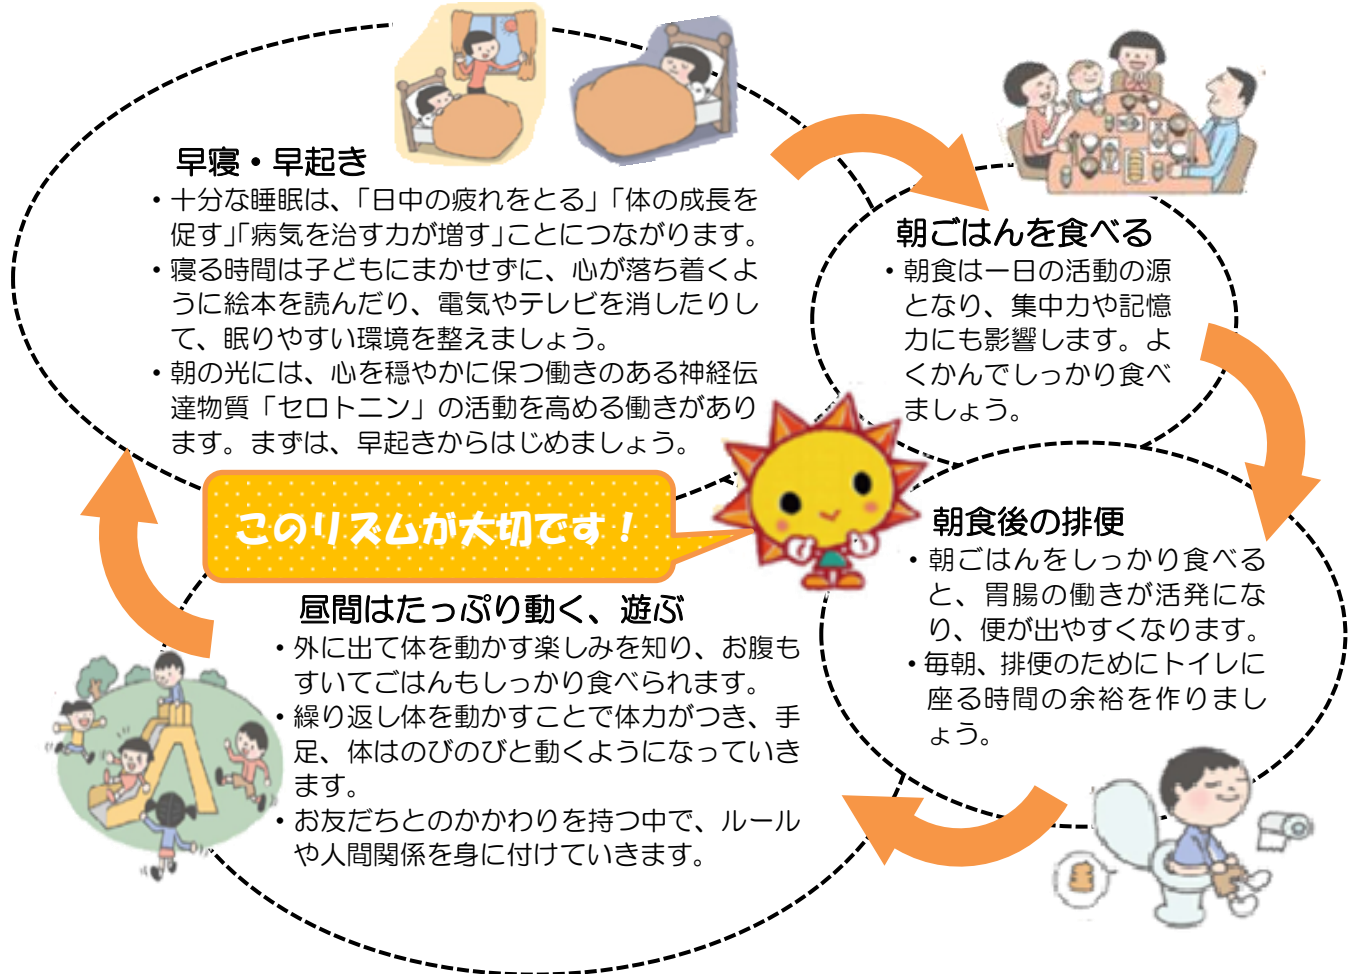 早寝・早起き
・十分な睡眠は、「日中の疲れをとる」「体の成長を
促す」「病気を治す力が増す」ことにつながります。
・寝る時間は子どもにまかせずに、心が落ち着くよ
うに絵本を読んだり、電気やテレビを消したりし
て、眠りやすい環境を整えましょう。
・朝の光には、心を穏やかに保つ働きのある神経伝
達物質「セロトニン」の活動を高める働きがあり
ます。まずは、早起きからはじめましょう。
朝ごはんを食べる
・朝食は一日の活動の源
となり、集中力や記憶
力にも影響します。よ
くかんでしっかり食べ
ましょう。
朝食後の排便
・朝ごはんをしっかり食べる
と、胃腸の働きが活発にな
り、便が出やすくなります。
・毎朝、排便のためにトイレに
座る時間の余裕を作りまし
ょう。
このリズムが大切です！
昼間はたっぷり動く、遊ぶ
・外に出て体を動かす楽しみを知り、お腹も
すいてごはんもしっかり食べられます。
・繰り返し体を動かすことで体力がつき、手
足、体はのびのびと動くようになっていき
ます。
・お友だちとのかかわりを持つ中で、ルール
や人間関係を身に付けていきます。